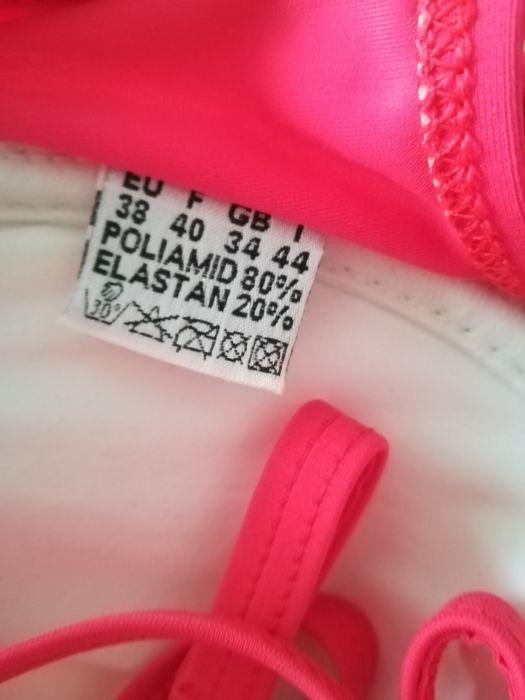 EU F GB I
38 40 34 44
POLIAMID 80%
ELASTAN 20%
30°